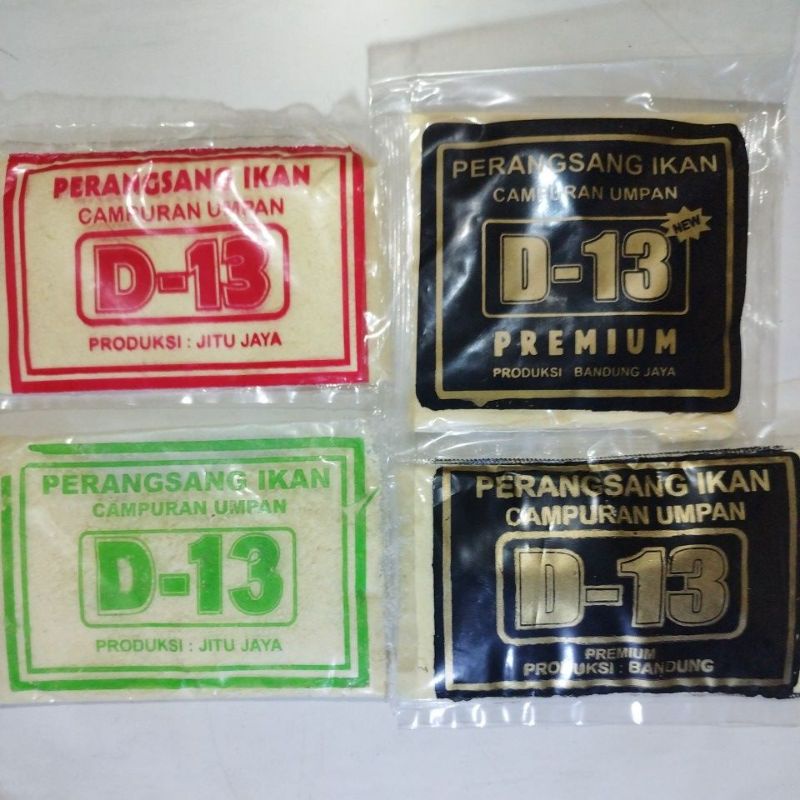 PERANGSANG IKAN
CAMPURAN UMPAN
D-13
PRODUKSI : JITU JAYA
PERANGSANG IKAN
CAMPURAN UMPAN
NEW
D-13
PREMIUM
PRODUKSI BANDUNG JAYA
PERANGSANG IKAN
CAMPURAN UMPAN
D-13
PRODUKSI : JITU JAYA
PERANGSANG IKAN
CAMPURAN UMPAN
D-13
PREMIUM
PRODUKSI : BANDUNG